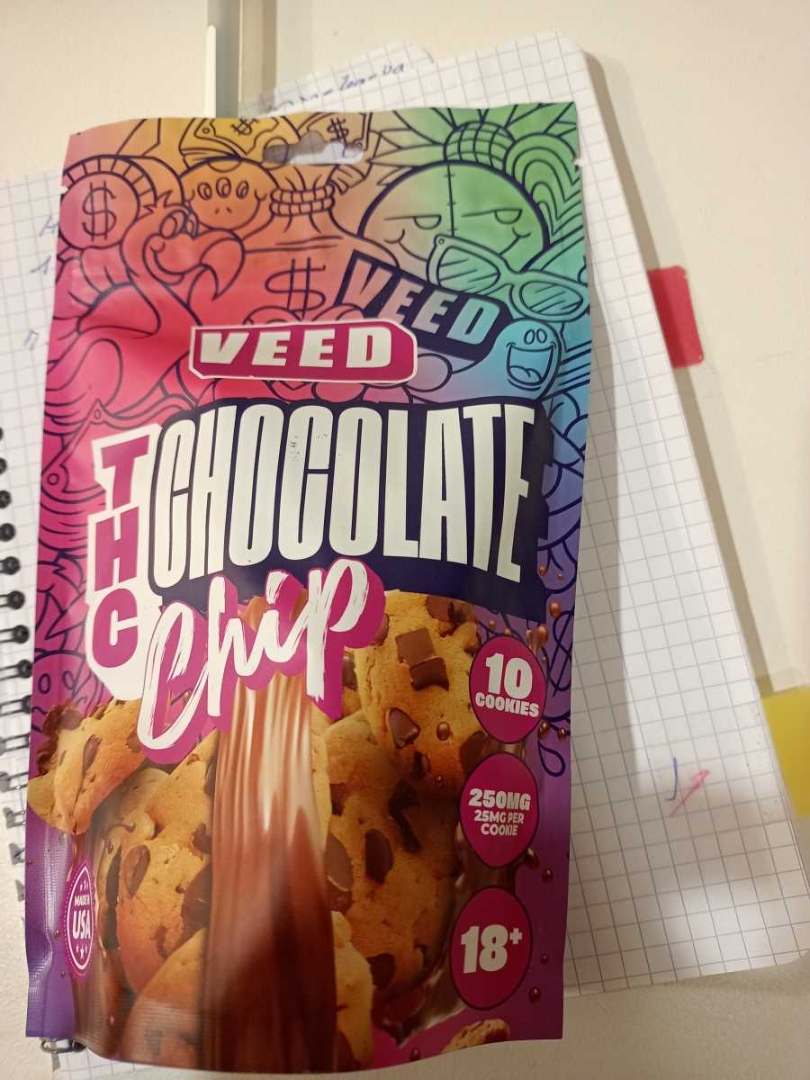 $
$
$
VEED
VEED
THC
CHOCOLATE
Chip
10
COOKIES
250MG
25MG PER
COOKIE
MADE IN
USA
18+